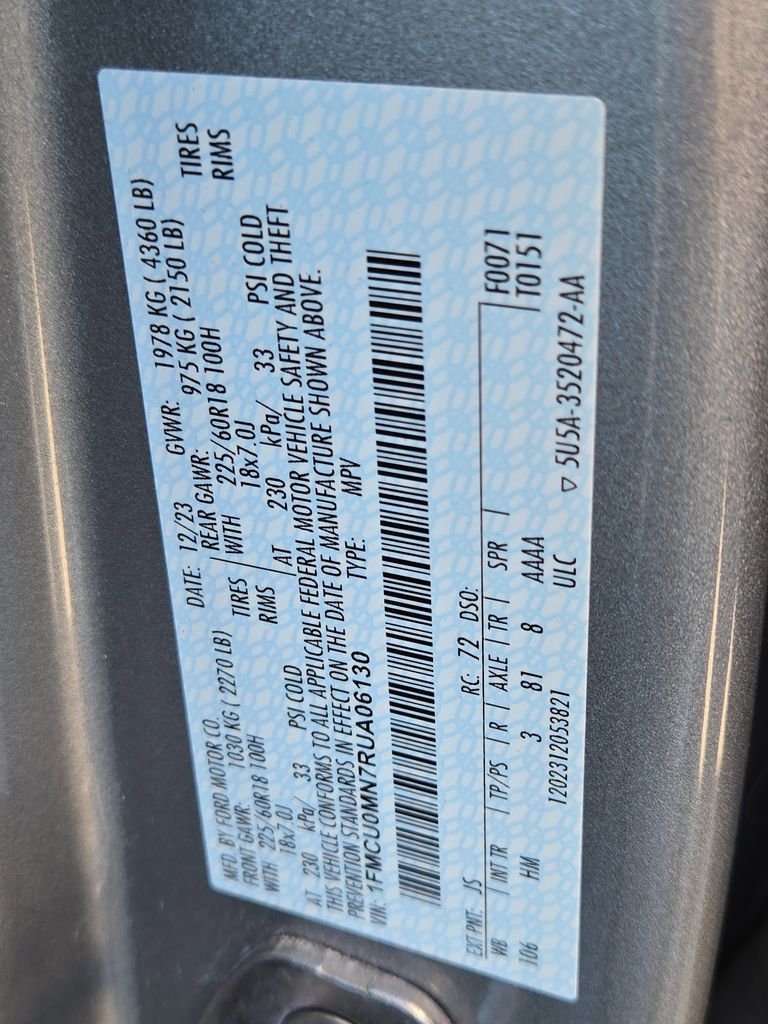 MFD. BY FORD MOTOR CO. DATE: 12/23 GVWR: 1978 KG ( 4360 LB)
FRONT GAWR: 1030 KG ( 2270 LB) REAR GAWR: 975 KG ( 2150 LB)
WITH 225/60R18 100H TIRES WITH 225/60R18 100H TIRES
18x7.0J RIMS 18x7.0J RIMS
AT 230 kPa/ 33 PSI COLD AT 230 kPa/ 33 PSI COLD
THIS VEHICLE CONFORMS TO ALL APPLICABLE FEDERAL MOTOR VEHICLE SAFETY AND THEFT
PREVENTION STANDARDS IN EFFECT ON THE DATE OF MANUFACTURE SHOWN ABOVE.
VIN: 1FMCU0MN7RUA06130 TYPE: MPV
EXT PNT: JS RC: 72 DSO: F0071
WB | INT TR | TP/PS | R | AXLE | TR | SPR | T0151
106 HM 3 81 8 AAAA
1202312053821 ULC ▽ 5U5A-3520472-AA